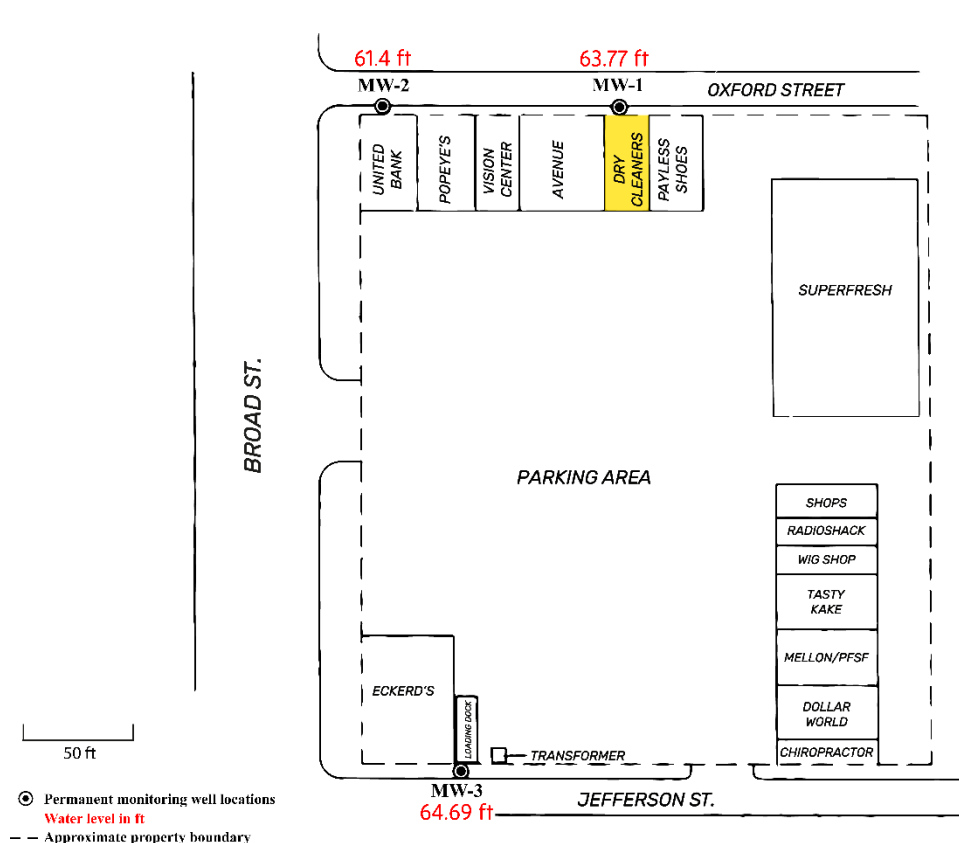 61.4 ft
63.77 ft
MW-2
MW-1
OXFORD STREET
UNITED
BANK
POPEYE'S
VISION
CENTER
AVENUE
DRY
CLEANERS
PAYLESS
SHOES
SUPERFRESH
BROAD ST.
PARKING AREA
SHOPS
RADIOSHACK
WIG SHOP
TASTY
KAKE
MELLON/PFSF
ECKERD'S
DOLLAR
WORLD
LOADING DOCK
50 ft
TRANSFORMER
CHIROPRACTOR
MW-3
64.69 ft
JEFFERSON ST.
Permanent monitoring well locations
Water level in ft
Approximate property boundary